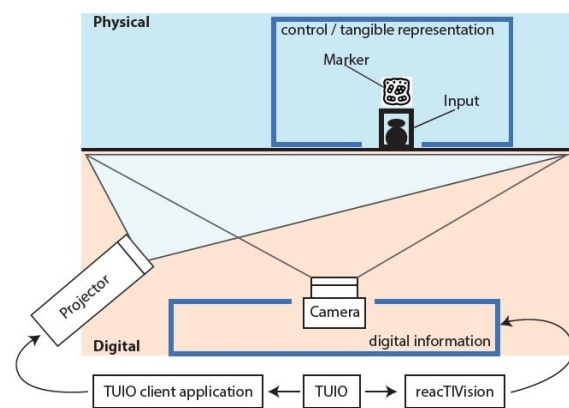 Physical
control / tangible representation
Marker
Input
Projector
Camera
digital information
Digital
TUIO client application
TUIO
reacTIVision